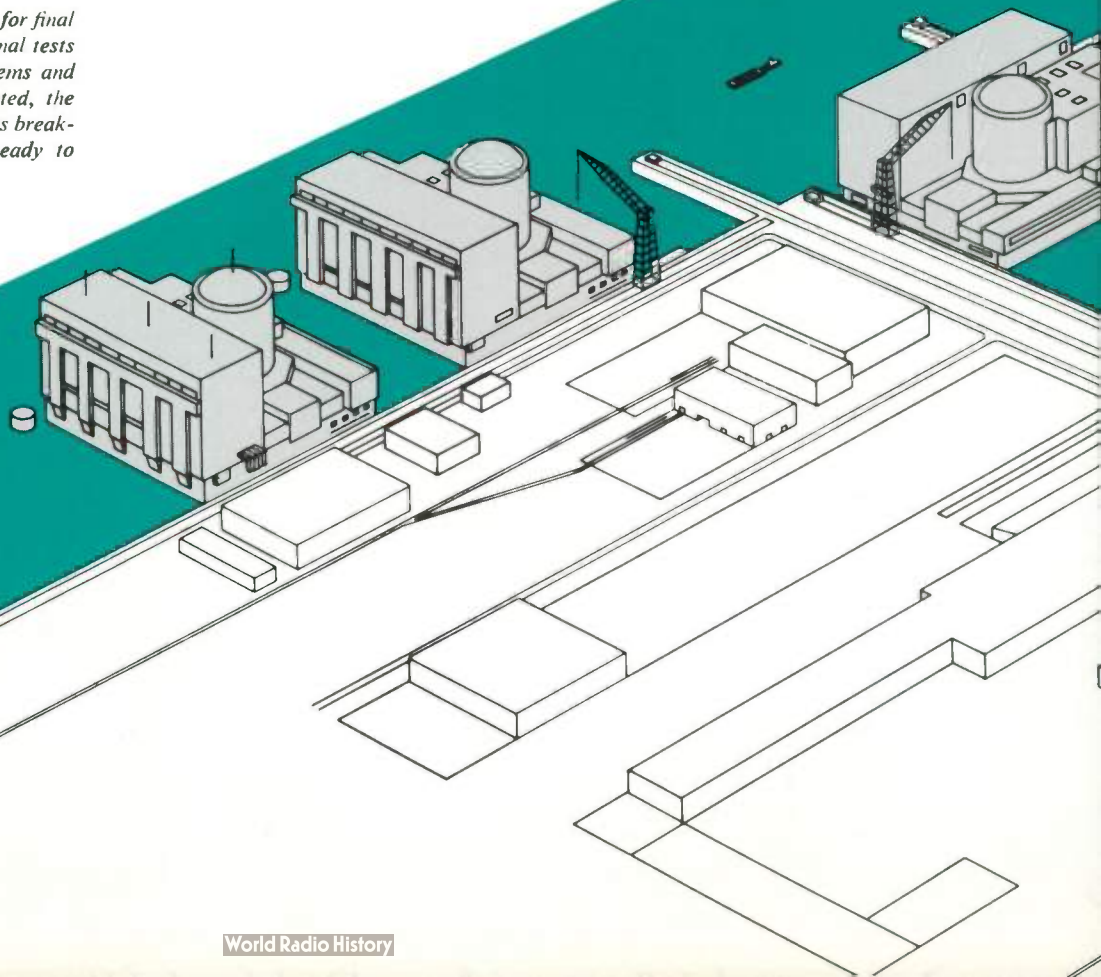 for final
nal tests
ems and
ted, the
s break-
eady to
World Radio History